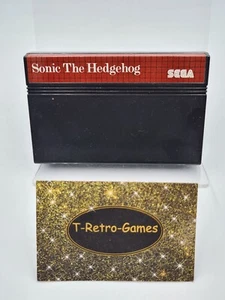 Sonic The Hedgehog
SEGA
T-Retro-Games